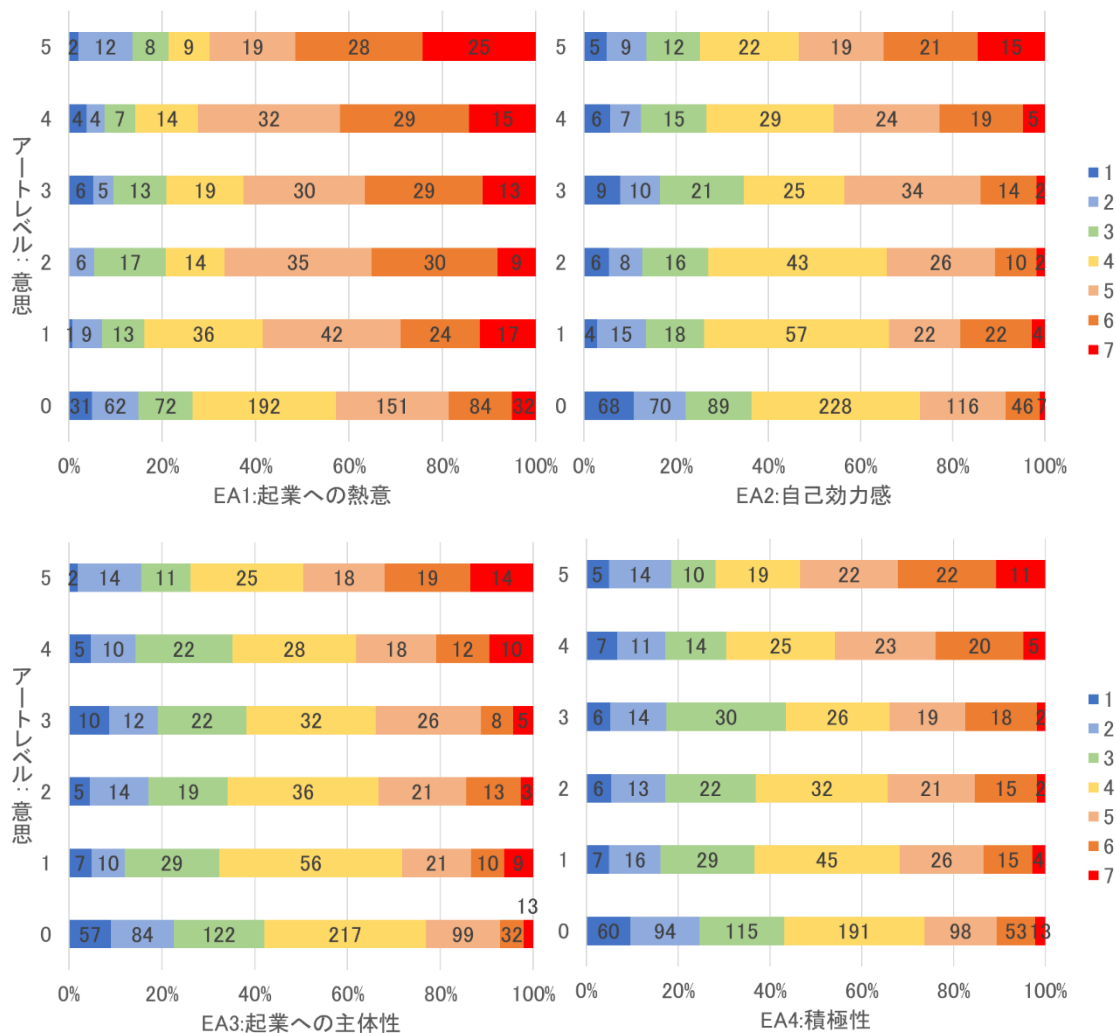 5 2 12 8 9 19 28 25
4 4 4 7 14 32 29 15
3 6 5 13 19 30 29 13
2 6 17 14 35 30 9
1 1 9 13 36 42 24 17
0 31 62 72 192 151 84 32
0% 20% 40% 60% 80% 100%
EA1:起業への熱意
アートレベル:意思
5 5 9 12 22 19 21 15
4 6 7 15 29 24 19 5
3 9 10 21 25 34 14 2
2 6 8 16 43 26 10 2
1 4 15 18 57 22 22 4
0 68 70 89 228 116 46 7
0% 20% 40% 60% 80% 100%
EA2:自己効力感
1
2
3
4
5
6
7
5 2 14 11 25 18 19 14
4 5 10 22 28 18 12 10
3 10 12 22 32 26 8 5
2 5 14 19 36 21 13 3
1 7 10 29 56 21 10 9
0 57 84 122 217 99 32 13
0% 20% 40% 60% 80% 100%
EA3:起業への主体性
アートレベル:意思
5 5 14 10 19 22 22 11
4 7 11 14 25 23 20 5
3 6 14 30 26 19 18 2
2 6 13 22 32 21 15 2
1 7 16 29 45 26 15 4
0 60 94 115 191 98 53 13
0% 20% 40% 60% 80% 100%
EA4:積極性
1
2
3
4
5
6
7